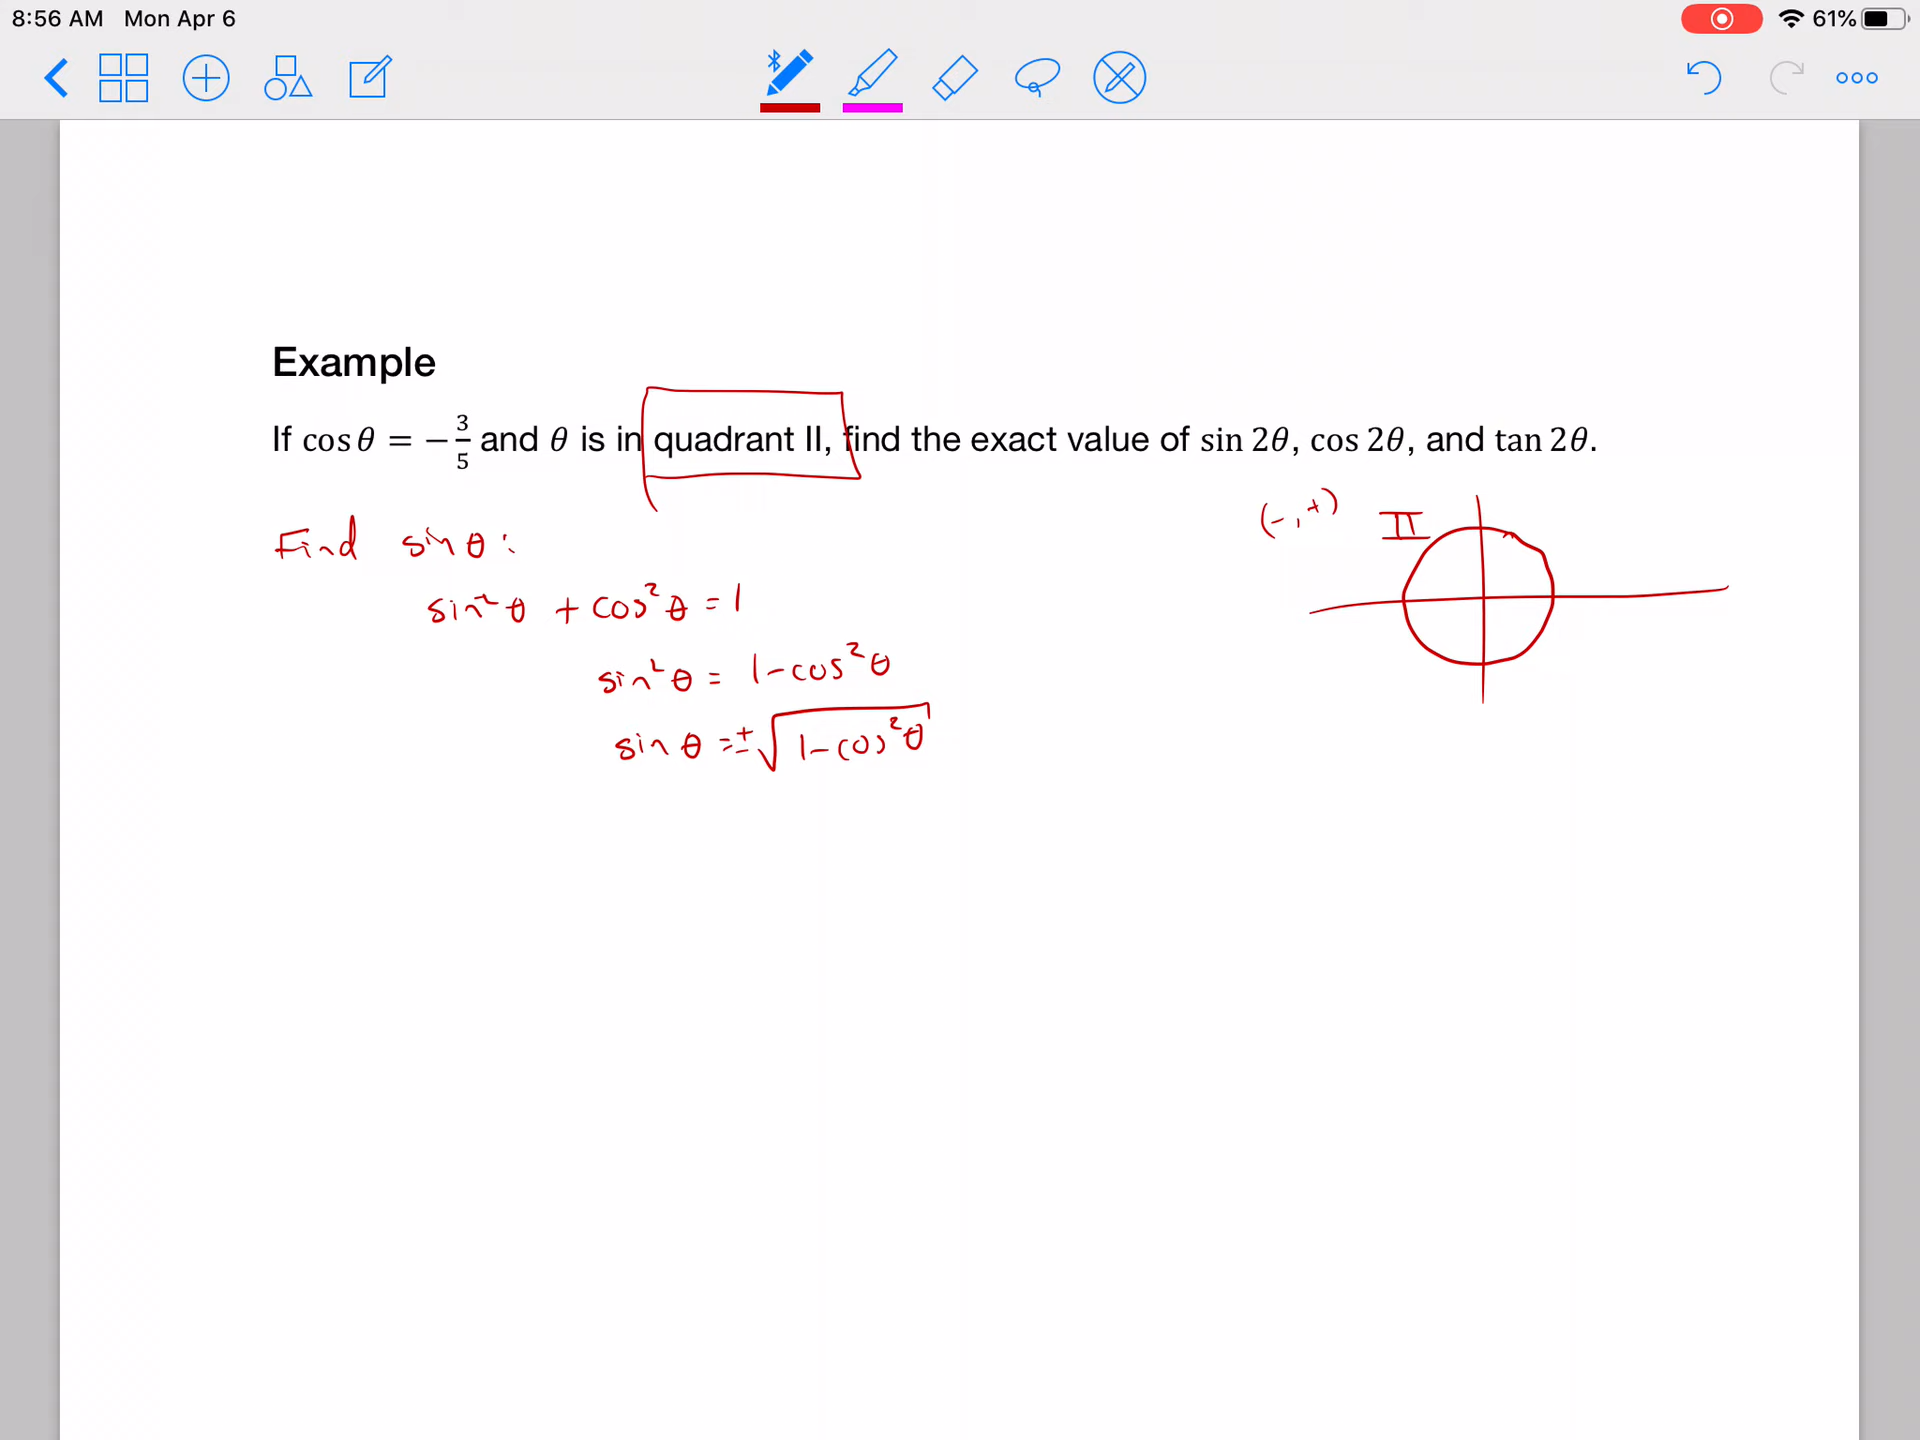 8:56 AM Mon Apr 6 61%
Example
If cos θ = −3/5 and θ is in quadrant II, find the exact value of sin 2θ, cos 2θ, and tan 2θ.
(-,+) II
Find sin θ:
sin²θ + cos²θ = 1
sin²θ = 1-cos²θ
sin θ = ±√(1-cos²θ)